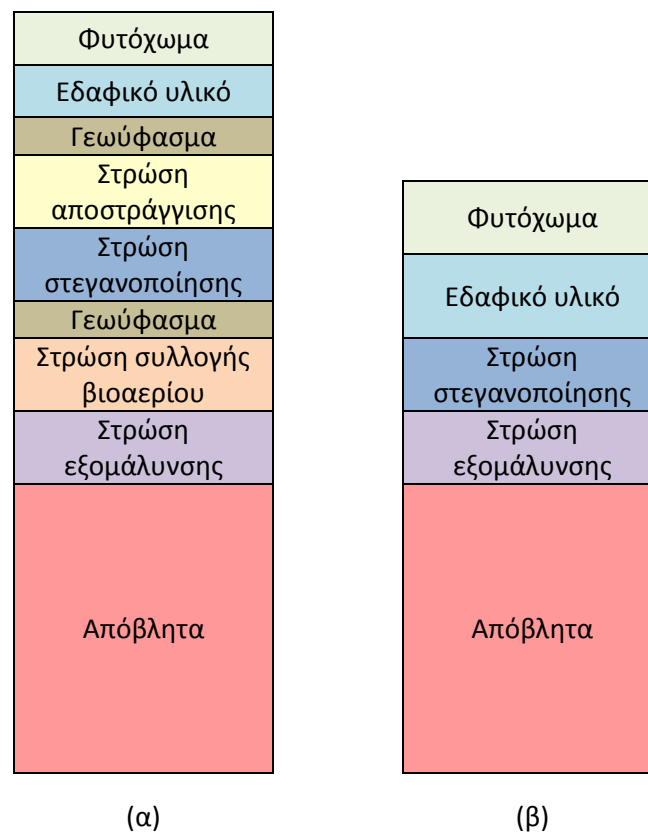 Φυτόχωμα
Εδαφικό υλικό
Γεωύφασμα
Στρώση
αποστράγγισης
Στρώση
στεγανοποίησης
Γεωύφασμα
Στρώση συλλογής
βιοαερίου
Στρώση
εξομάλυνσης
Απόβλητα
(α)
Φυτόχωμα
Εδαφικό υλικό
Στρώση
στεγανοποίησης
Στρώση
εξομάλυνσης
Απόβλητα
(β)